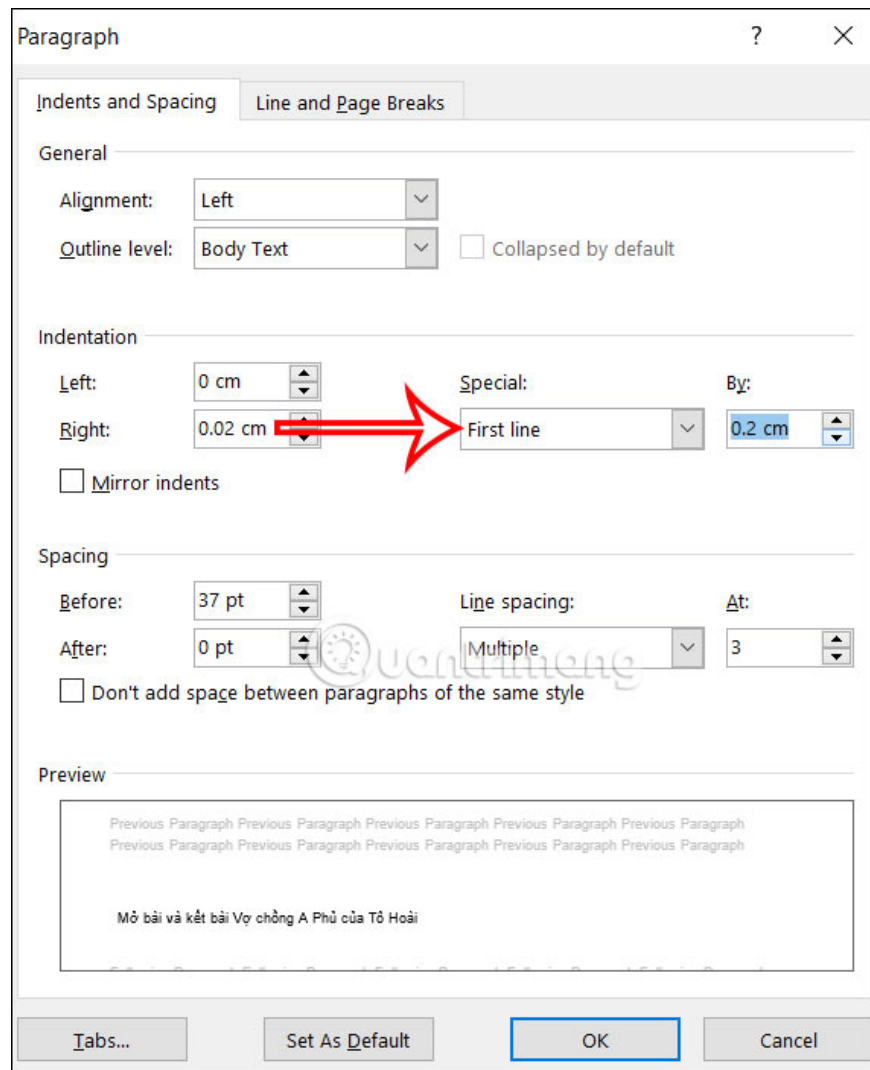 Paragraph ? ×
Indents and Spacing Line and Page Breaks
General
Alignment: Left
Outline level: Body Text Collapsed by default
Indentation
Left: 0 cm Special: By:
Right: 0.02 cm First line 0.2 cm
Mirror indents
Spacing
Before: 37 pt Line spacing: At:
After: 0 pt Multiple 3
Quantrimang
Don't add space between paragraphs of the same style
Preview
Previous Paragraph Previous Paragraph Previous Paragraph Previous Paragraph Previous Paragraph
Previous Paragraph Previous Paragraph Previous Paragraph Previous Paragraph Previous Paragraph
Mở bài và kết bài Vợ chồng A Phủ của Tô Hoài
Tabs... Set As Default OK Cancel